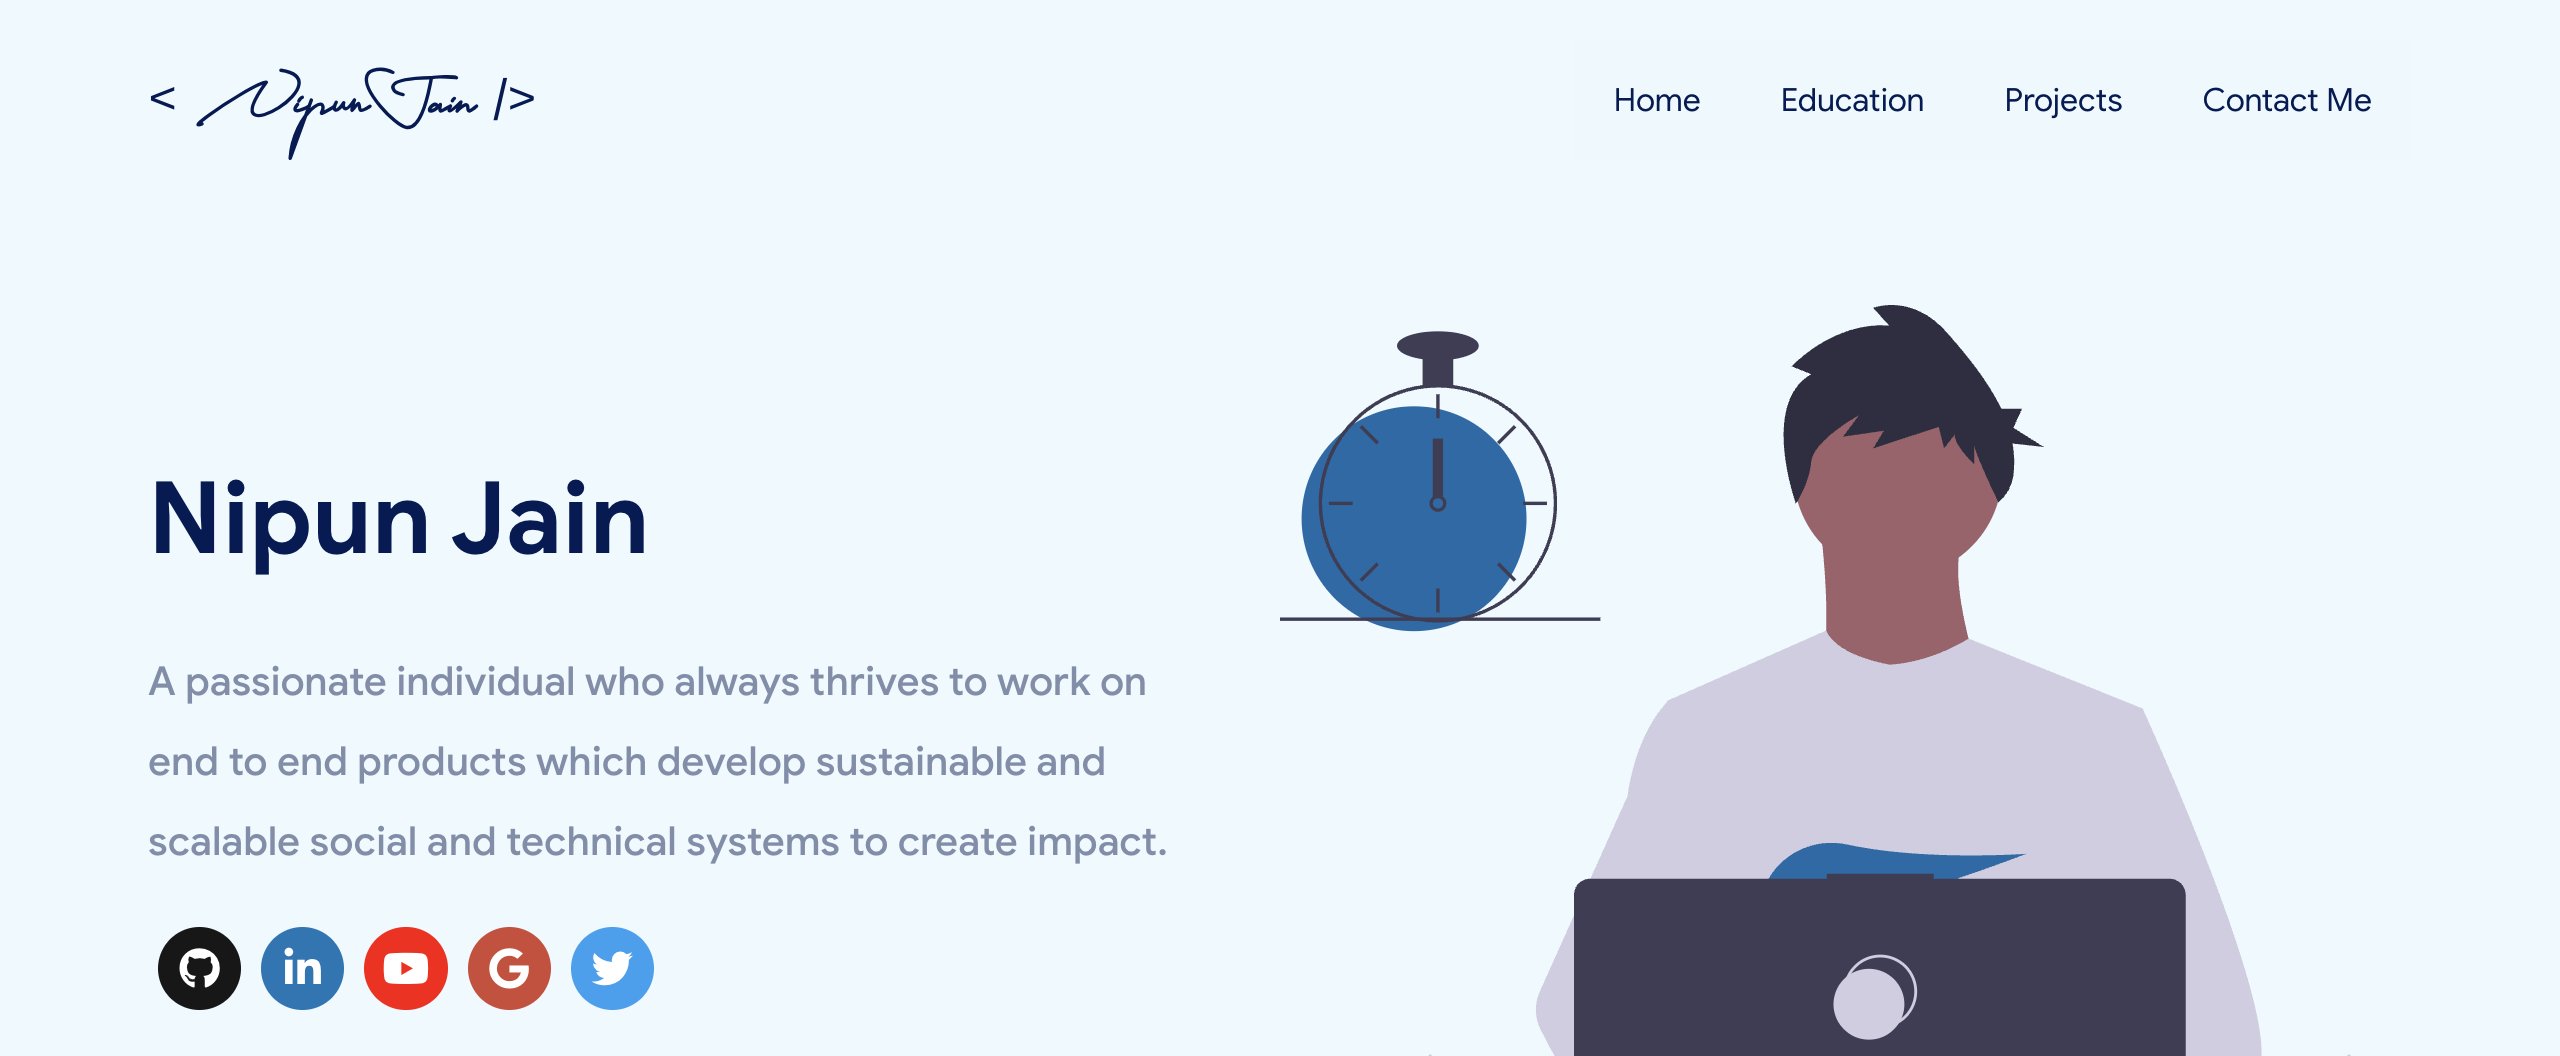 < Nipun Jain />
Home Education Projects Contact Me
Nipun Jain
A passionate individual who always thrives to work on
end to end products which develop sustainable and
scalable social and technical systems to create impact.
in
G